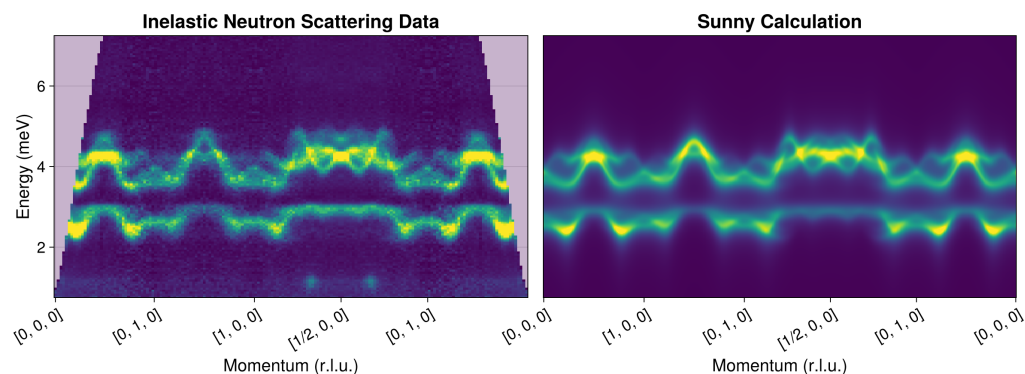 Inelastic Neutron Scattering Data
Sunny Calculation
Energy (meV)
6
4
2
[0, 0, 0]
[0, 1, 0]
[1, 0, 0]
[1/2, 0, 0]
[0, 1, 0]
[0, 0, 0]
[1, 0, 0]
[0, 1, 0]
[1/2, 0, 0]
[0, 1, 0]
[0, 0, 0]
Momentum (r.l.u.)
Momentum (r.l.u.)